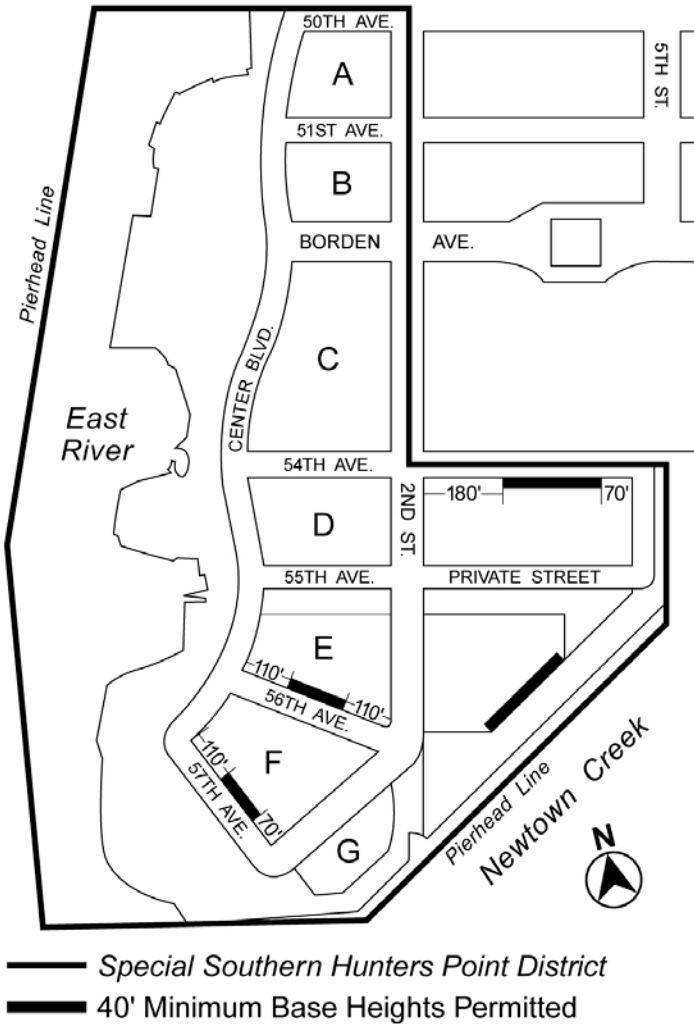 50TH AVE.
A
5TH ST.
51ST AVE.
B
BORDEN AVE.
Pierhead Line
C
CENTER BLVD.
East
River
54TH AVE.
2ND ST.
180'
70'
D
55TH AVE.
PRIVATE STREET
E
110'
110'
56TH AVE.
F
110'
70'
57TH AVE.
G
Pierhead Line
Newtown Creek
N
Special Southern Hunters Point District
40' Minimum Base Heights Permitted